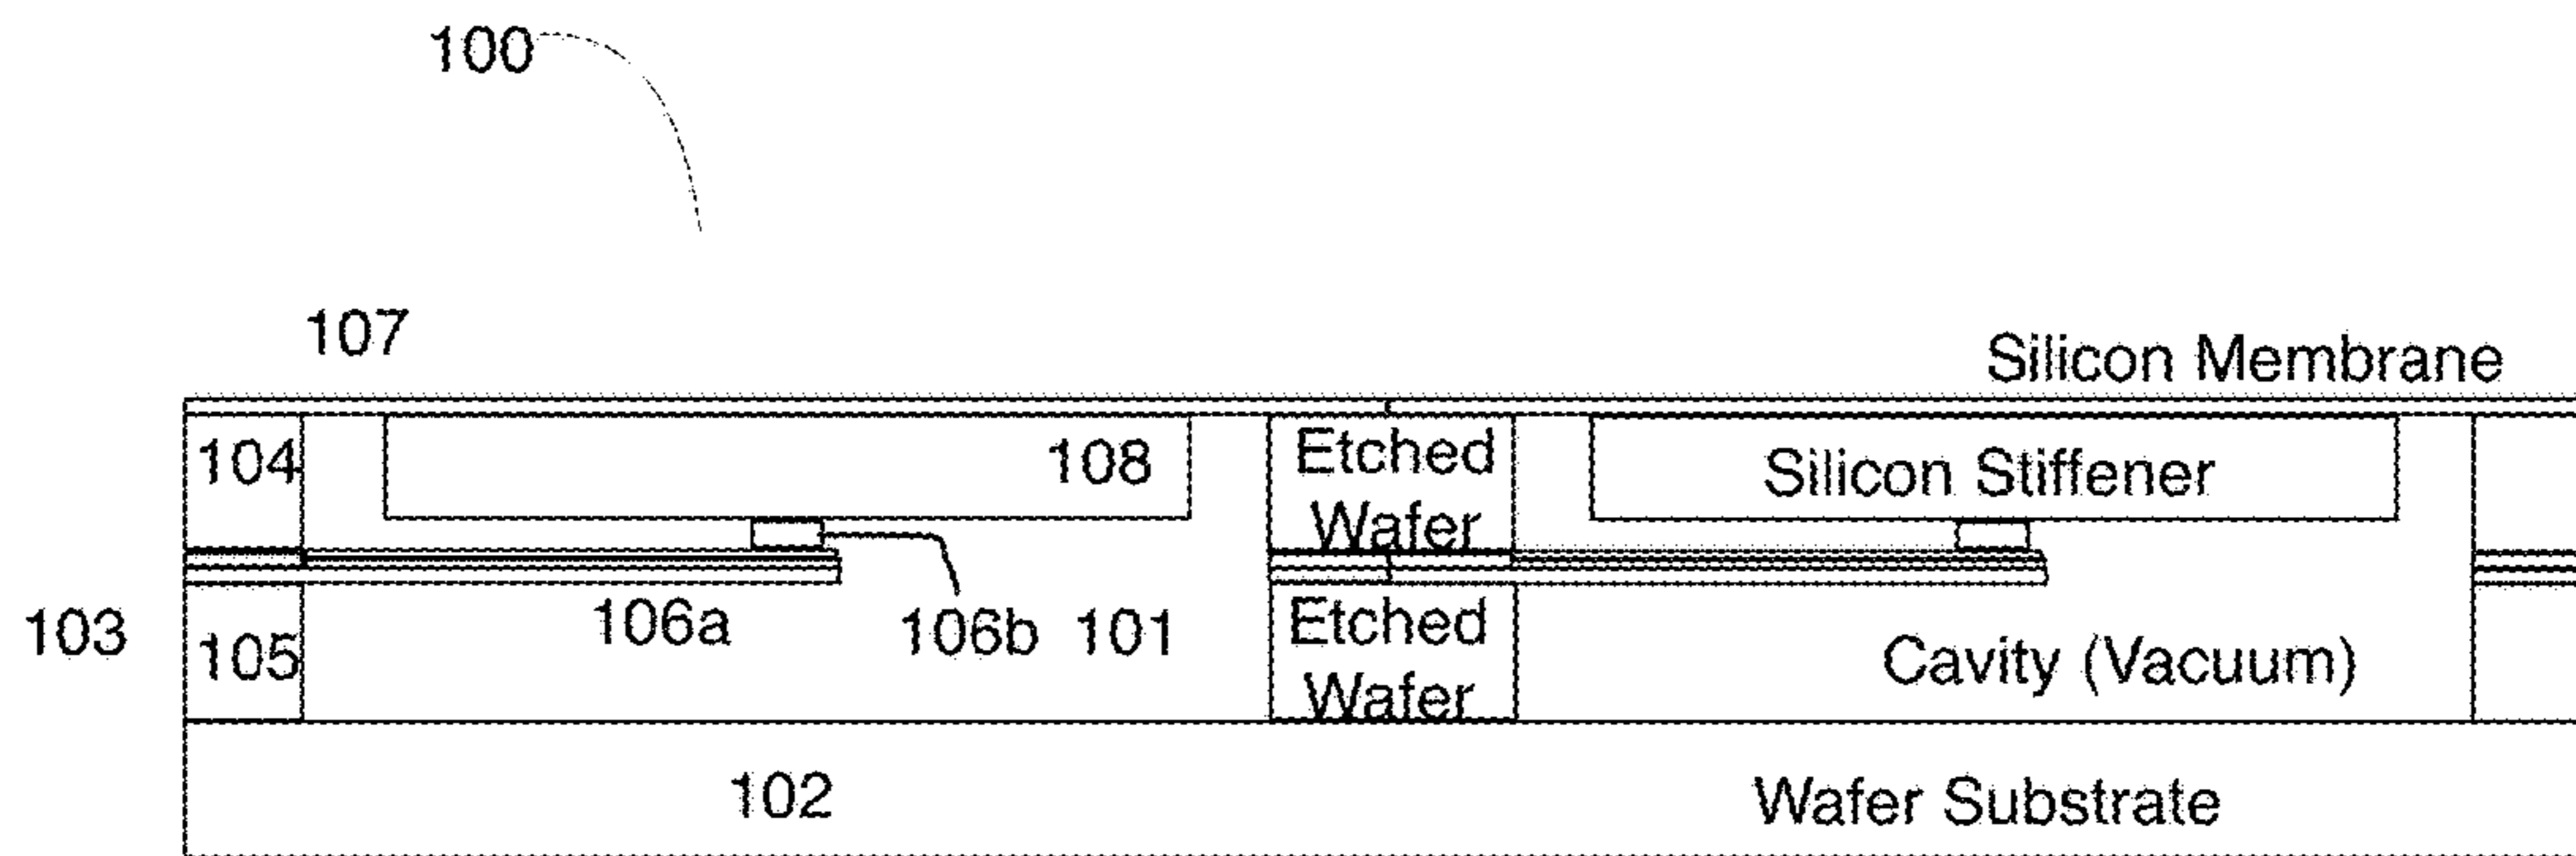 100
107
Silicon Membrane
104
108
Etched
Wafer
Silicon Stiffener
103
105
106a
106b
101
Etched
Wafer
Cavity (Vacuum)
102
Wafer Substrate